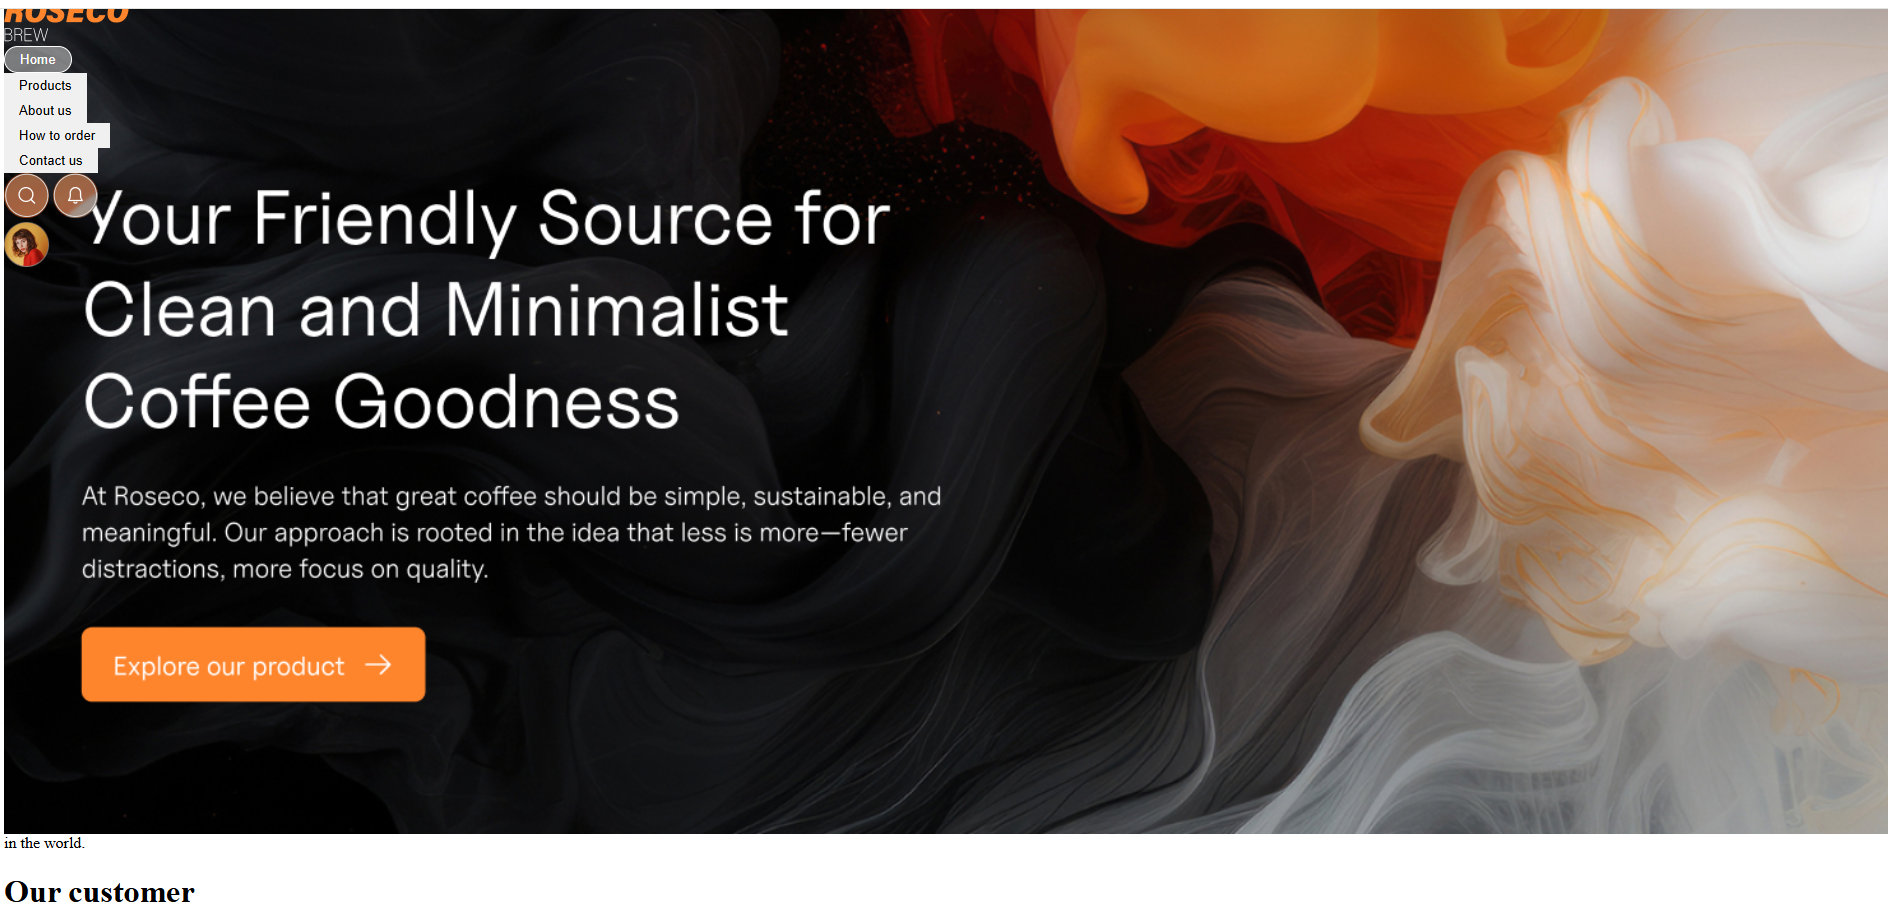 ROSECO
BREW
Home
Products
About us
How to order
Contact us
Your Friendly Source for
Clean and Minimalist
Coffee Goodness
At Roseco, we believe that great coffee should be simple, sustainable, and
meaningful. Our approach is rooted in the idea that less is more—fewer
distractions, more focus on quality.
Explore our product
in the world.
Our customer